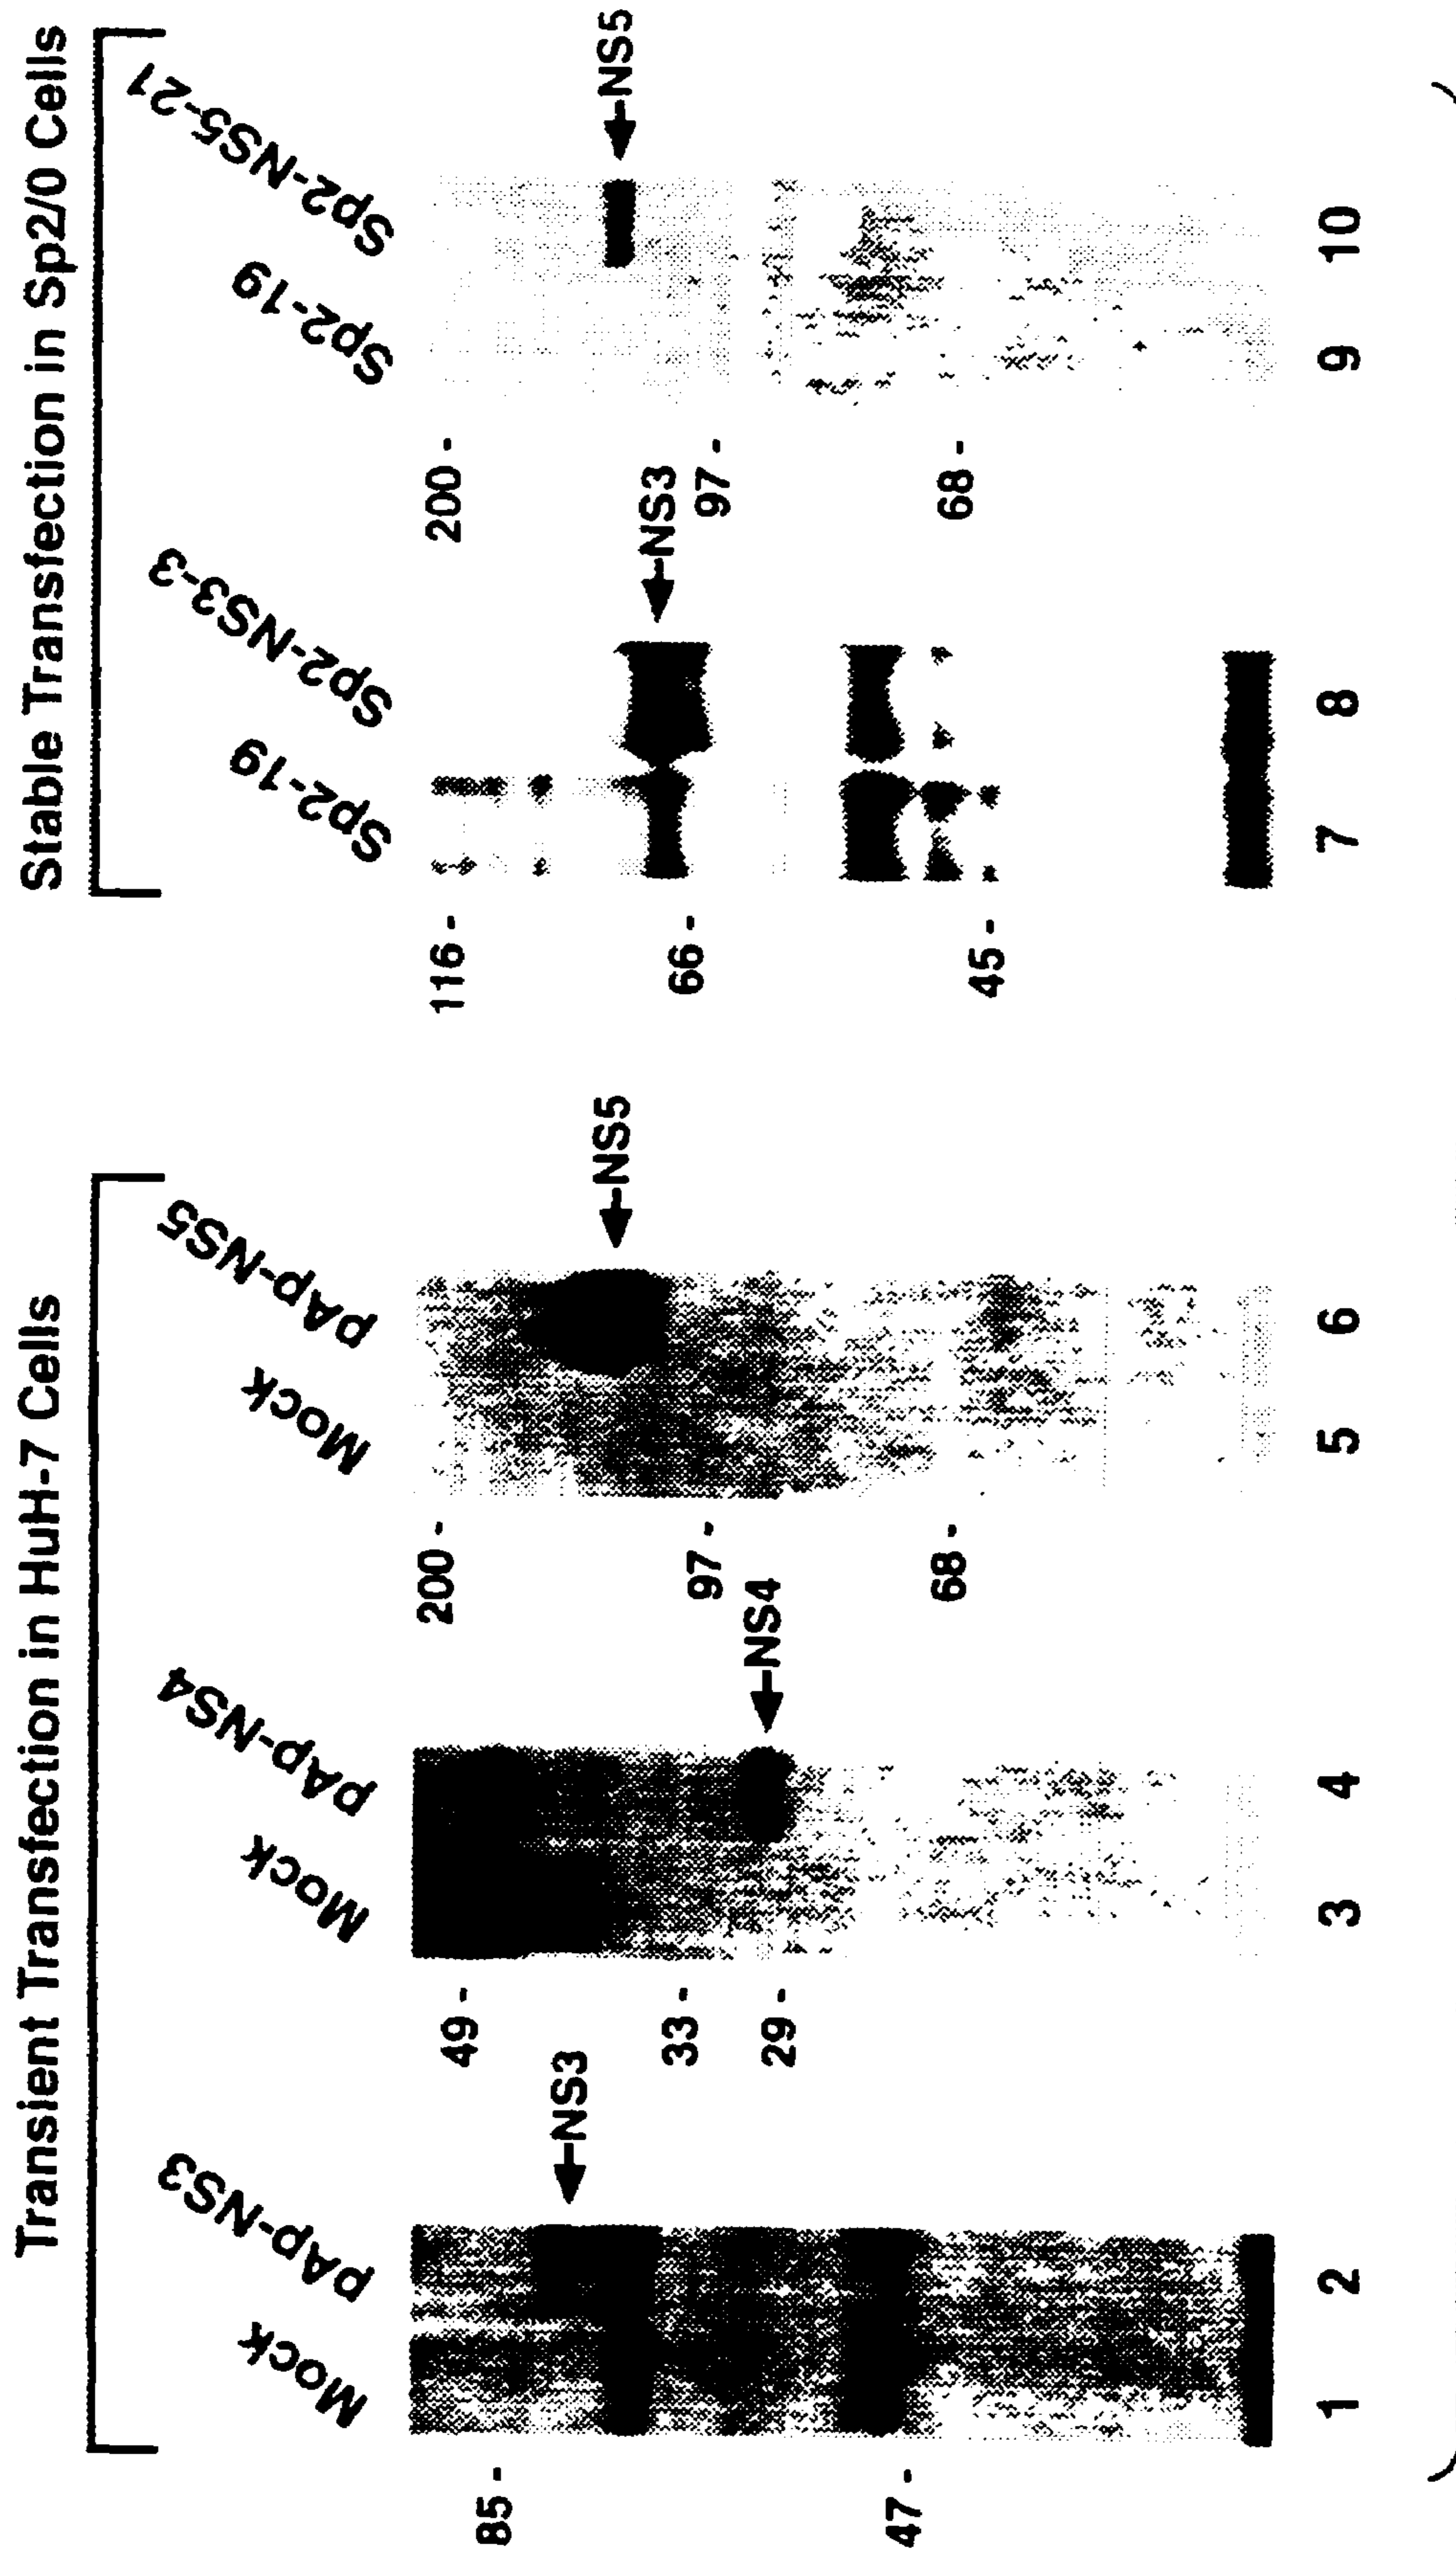 Transient Transfection in HuH-7 Cells
Stable Transfection in Sp2/0 Cells
Mock pAp-NS3 Mock pAp-NS4 Mock pAp-NS5 Sp2-19 Sp2-NS3-3 Sp2-19 Sp2-NS5-21
85 -
47 -
NS3
49 -
33 -
29 -
NS4
200 -
97 -
68 -
NS5
116 -
66 -
45 -
NS3
200 -
97 -
68 -
NS5
1 2 3 4 5 6 7 8 9 10